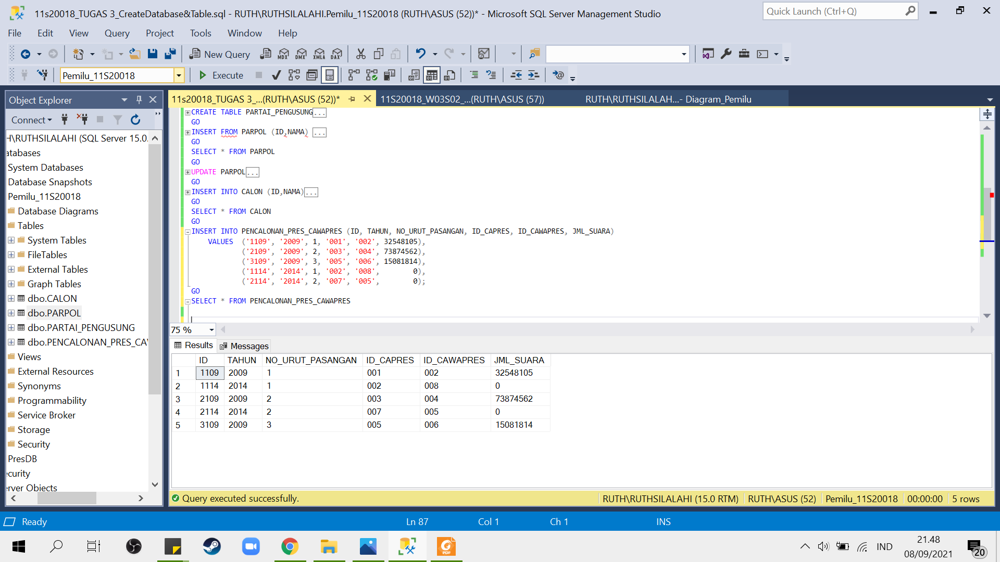 11s20018_TUGAS 3_CreateDatabase&Table.sql - RUTH\RUTHSILALAHI.Pemilu_11S20018 (RUTH\ASUS (52))* - Microsoft SQL Server Management Studio
Quick Launch (Ctrl+Q)
File Edit View Query Project Tools Window Help
New Query MDX DMX XMLA DAX
Pemilu_11S20018 Execute
Object Explorer
11s20018_TUGAS 3_...(RUTH\ASUS (52))* 11S20018_W03S02_...(RUTH\ASUS (57)) RUTH\RUTHSILALAH...- Diagram_Pemilu
Connect
H\RUTHSILALAHI (SQL Server 15.0.
atabases
System Databases
Database Snapshots
Pemilu_11S20018
Database Diagrams
Tables
System Tables
FileTables
External Tables
Graph Tables
dbo.CALON
dbo.PARPOL
dbo.PARTAI_PENGUSUNG
dbo.PENCALONAN_PRES_CA
Views
External Resources
Synonyms
Programmability
Service Broker
Storage
Security
PresDB
curity
rver Objects
CREATE TABLE PARTAI_PENGUSUNG...
GO
INSERT FROM PARPOL (ID,NAMA) ...
GO
SELECT * FROM PARPOL
GO
UPDATE PARPOL...
GO
INSERT INTO CALON (ID,NAMA)...
GO
SELECT * FROM CALON
GO
INSERT INTO PENCALONAN_PRES_CAWAPRES (ID, TAHUN, NO_URUT_PASANGAN, ID_CAPRES, ID_CAWAPRES, JML_SUARA)
VALUES ('1109', '2009', 1, '001', '002', 32548105),
('2109', '2009', 2, '003', '004', 73874562),
('3109', '2009', 3, '005', '006', 15081814),
('1114', '2014', 1, '002', '008', 0),
('2114', '2014', 2, '007', '005', 0);
GO
SELECT * FROM PENCALONAN_PRES_CAWAPRES
75 %
Results Messages
ID TAHUN NO_URUT_PASANGAN ID_CAPRES ID_CAWAPRES JML_SUARA
1 1109 2009 1 001 002 32548105
2 1114 2014 1 002 008 0
3 2109 2009 2 003 004 73874562
4 2114 2014 2 007 005 0
5 3109 2009 3 005 006 15081814
Query executed successfully. RUTH\RUTHSILALAHI (15.0 RTM) RUTH\ASUS (52) Pemilu_11S20018 00:00:00 5 rows
Ready Ln 87 Col 1 Ch 1 INS
PDF
IND
21.48
08/09/2021
20